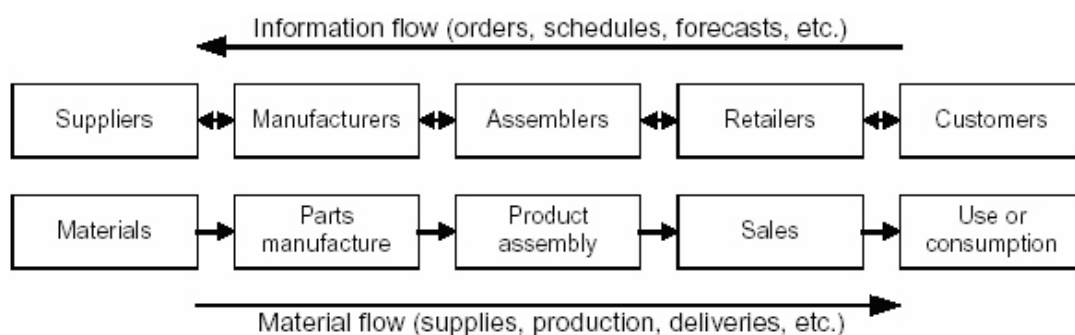 Information flow (orders, schedules, forecasts, etc.)
Suppliers
Manufacturers
Assemblers
Retailers
Customers
Materials
Parts
manufacture
Product
assembly
Sales
Use or
consumption
Material flow (supplies, production, deliveries, etc.)